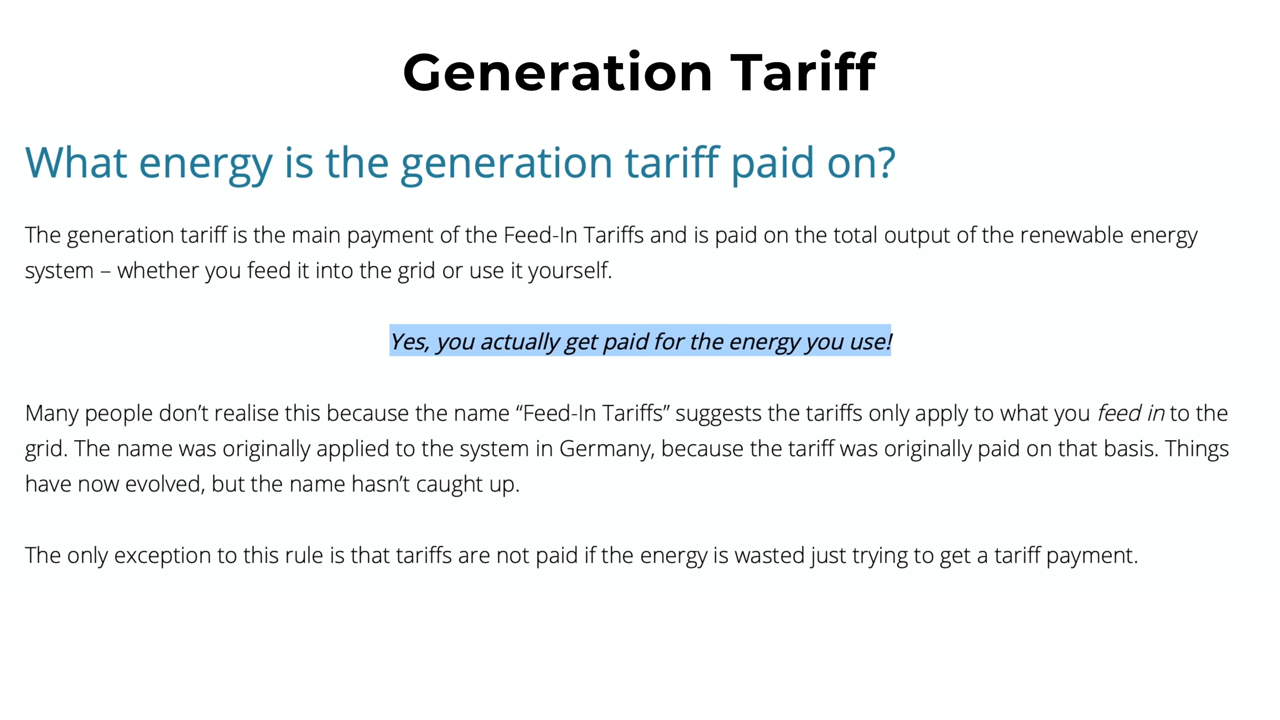 Generation Tariff
What energy is the generation tariff paid on?
The generation tariff is the main payment of the Feed-In Tariffs and is paid on the total output of the renewable energy
system – whether you feed it into the grid or use it yourself.
Yes, you actually get paid for the energy you use!
Many people don’t realise this because the name “Feed-In Tariffs” suggests the tariffs only apply to what you feed in to the
grid. The name was originally applied to the system in Germany, because the tariff was originally paid on that basis. Things
have now evolved, but the name hasn’t caught up.
The only exception to this rule is that tariffs are not paid if the energy is wasted just trying to get a tariff payment.